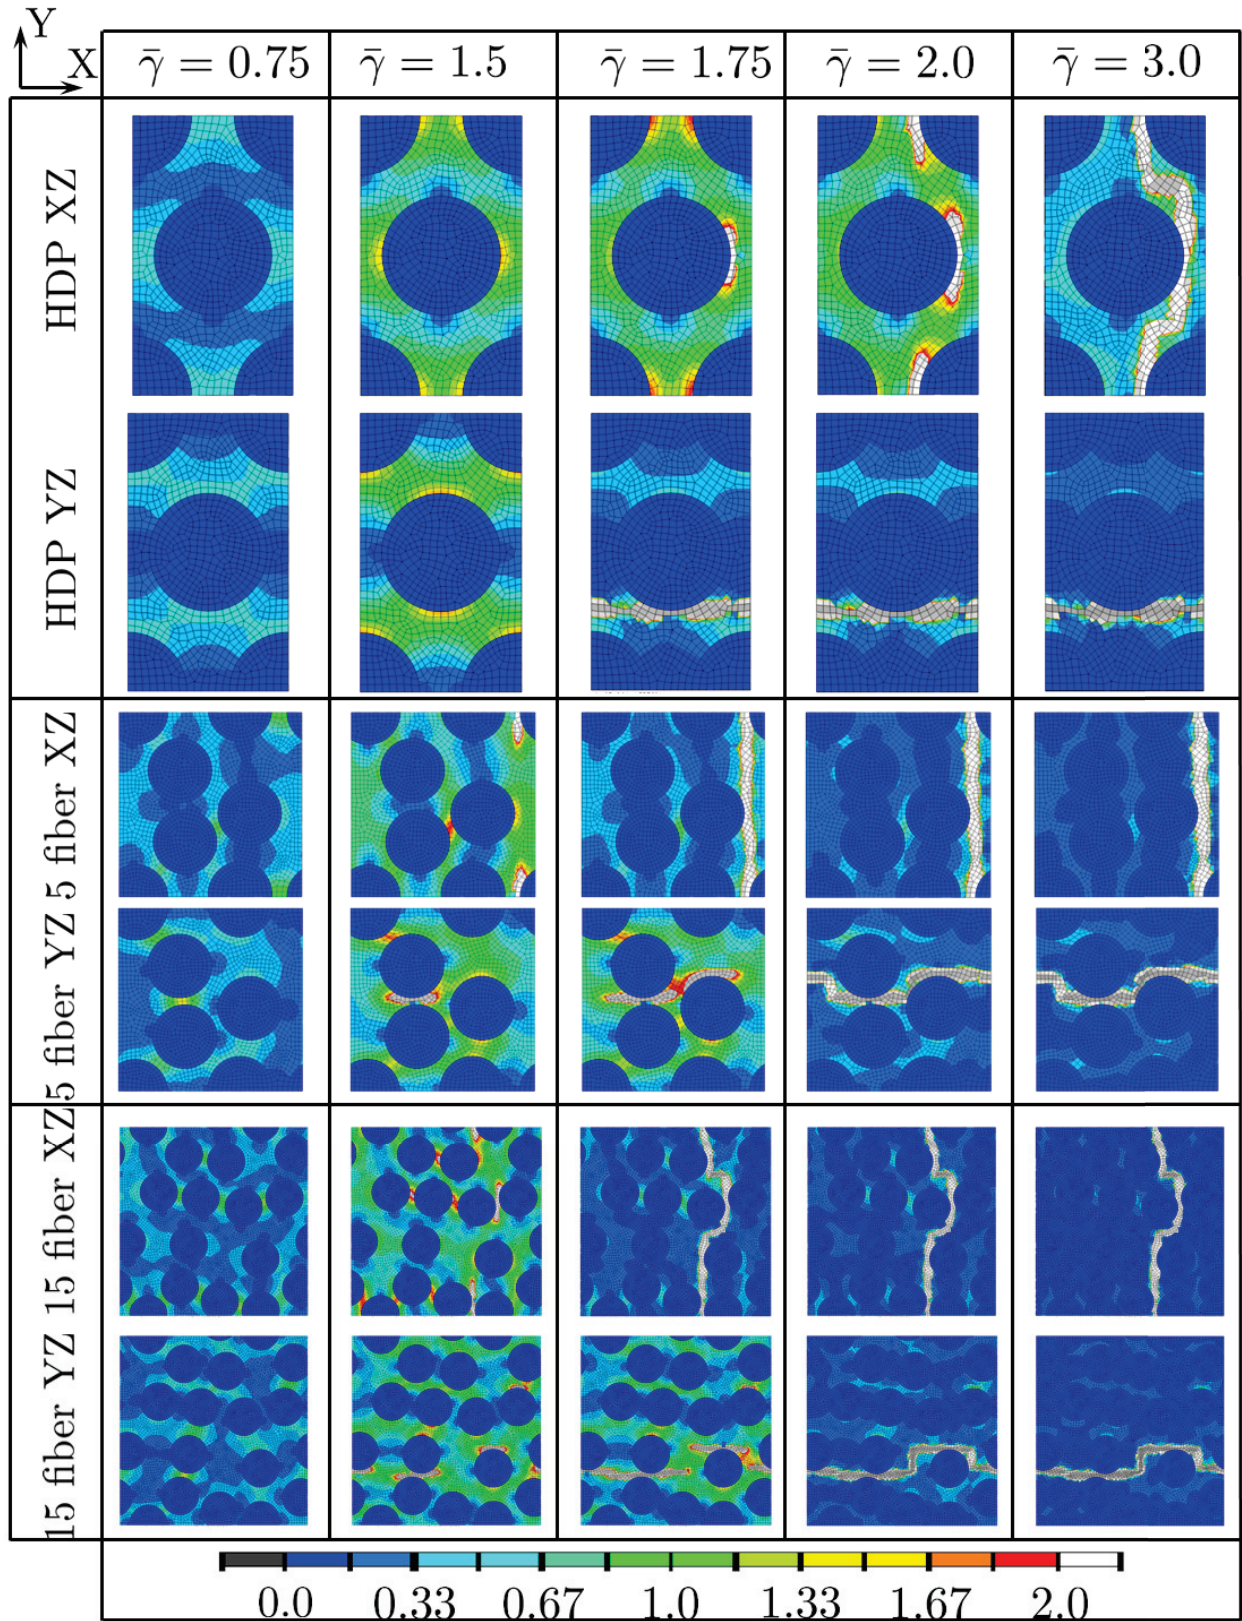 Y
X
γ̄ = 0.75
γ̄ = 1.5
γ̄ = 1.75
γ̄ = 2.0
γ̄ = 3.0
HDP XZ
HDP YZ
5 fiber XZ
5 fiber YZ
15 fiber XZ
15 fiber YZ
0.0
0.33
0.67
1.0
1.33
1.67
2.0